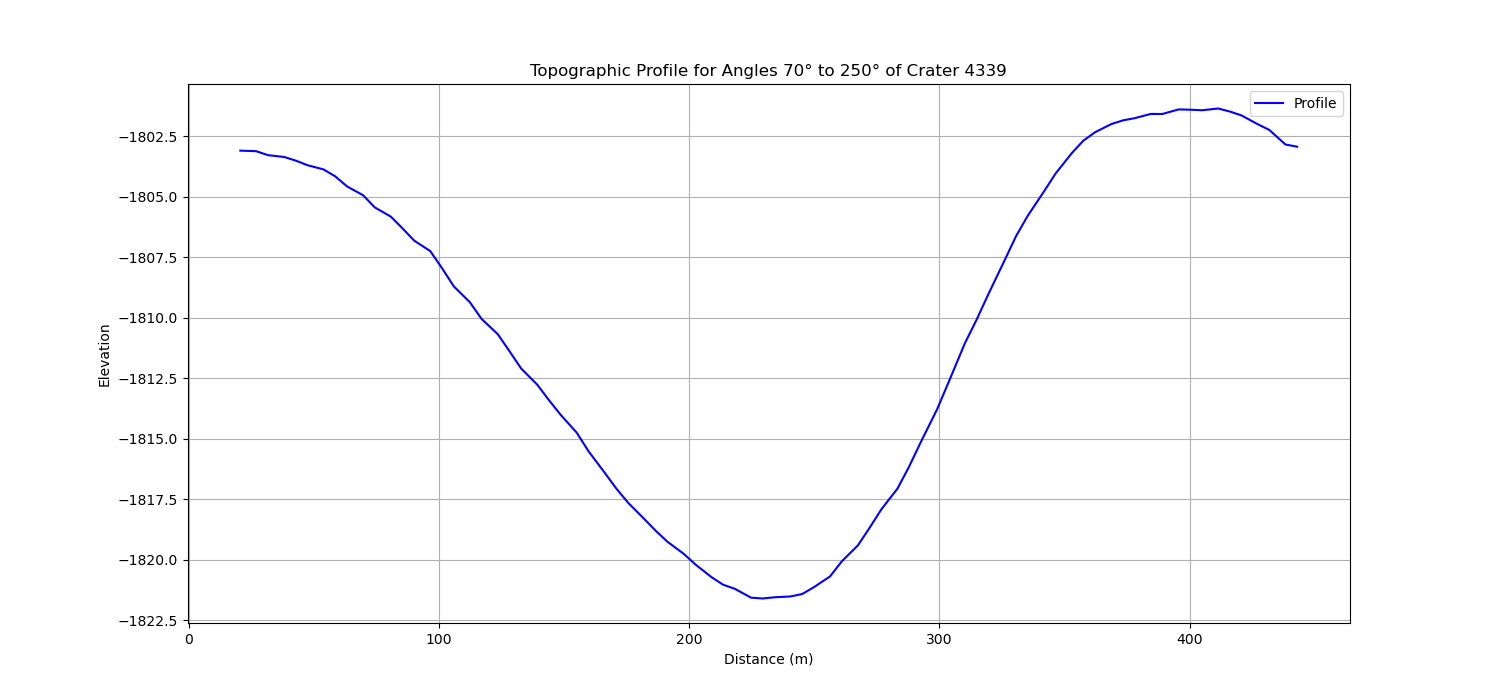 Topographic Profile for Angles 70° to 250° of Crater 4339
Profile
−1802.5
−1805.0
−1807.5
−1810.0
−1812.5
−1815.0
−1817.5
−1820.0
−1822.5
Elevation
0 100 200 300 400
Distance (m)